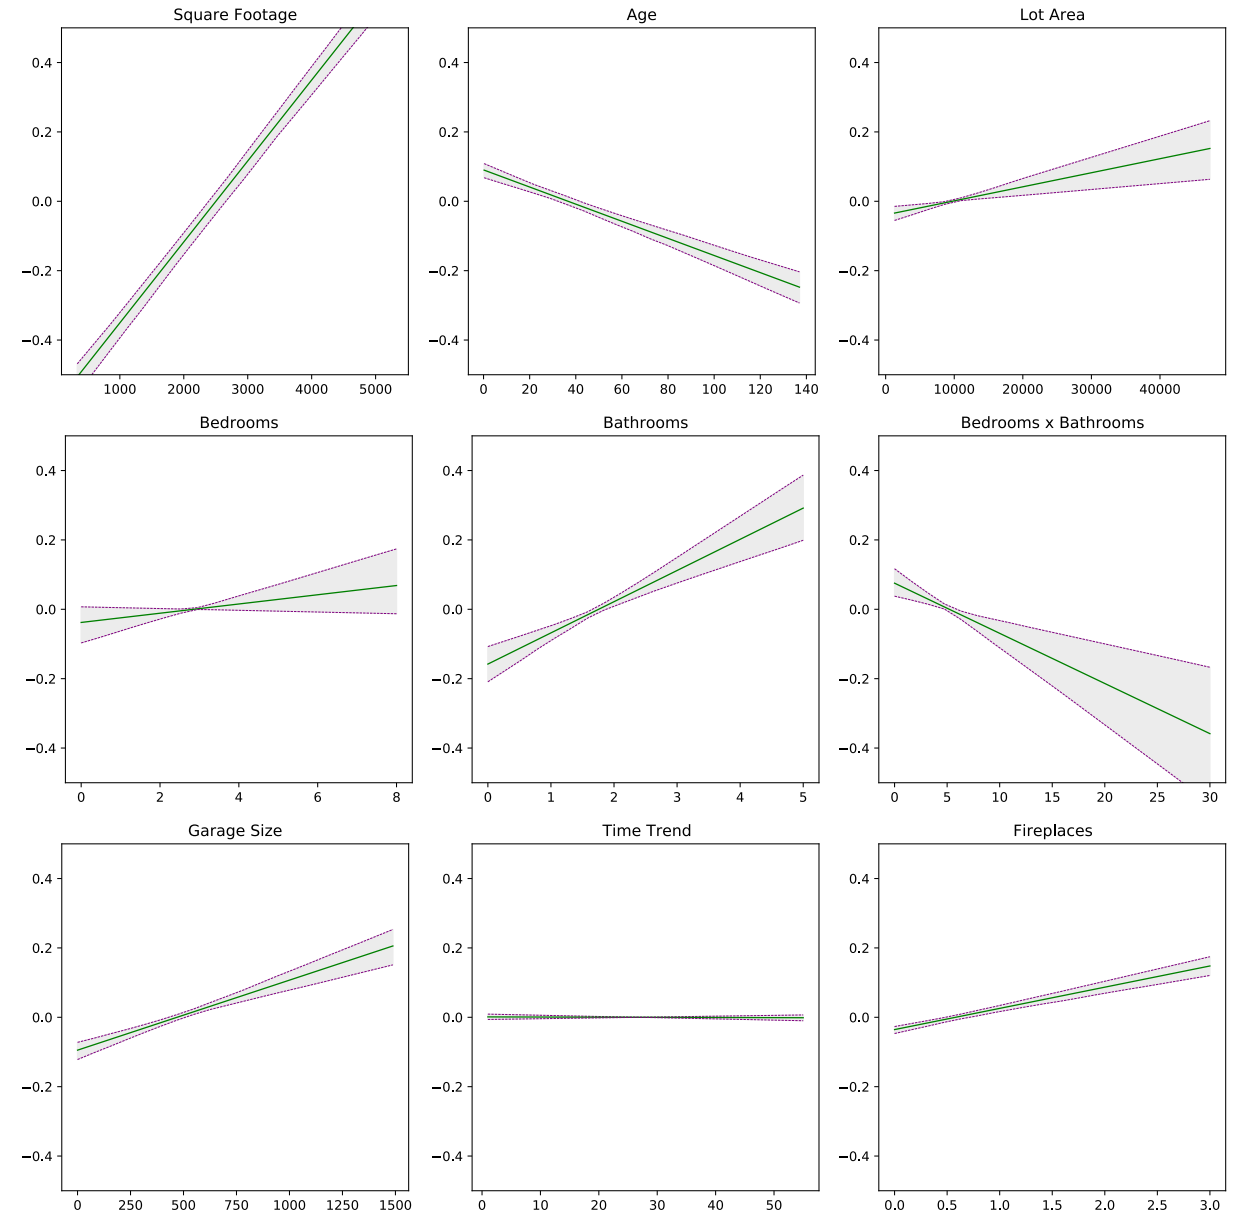 Square Footage Age Lot Area
0.4 0.4 0.4
0.2 0.2 0.2
0.0 0.0 0.0
−0.2 −0.2 −0.2
−0.4 −0.4 −0.4
1000 2000 3000 4000 5000 0 20 40 60 80 100 120 140 0 10000 20000 30000 40000
Bedrooms Bathrooms Bedrooms x Bathrooms
0.4 0.4 0.4
0.2 0.2 0.2
0.0 0.0 0.0
−0.2 −0.2 −0.2
−0.4 −0.4 −0.4
0 2 4 6 8 0 1 2 3 4 5 0 5 10 15 20 25 30
Garage Size Time Trend Fireplaces
0.4 0.4 0.4
0.2 0.2 0.2
0.0 0.0 0.0
−0.2 −0.2 −0.2
−0.4 −0.4 −0.4
0 250 500 750 1000 1250 1500 0 10 20 30 40 50 0.0 0.5 1.0 1.5 2.0 2.5 3.0